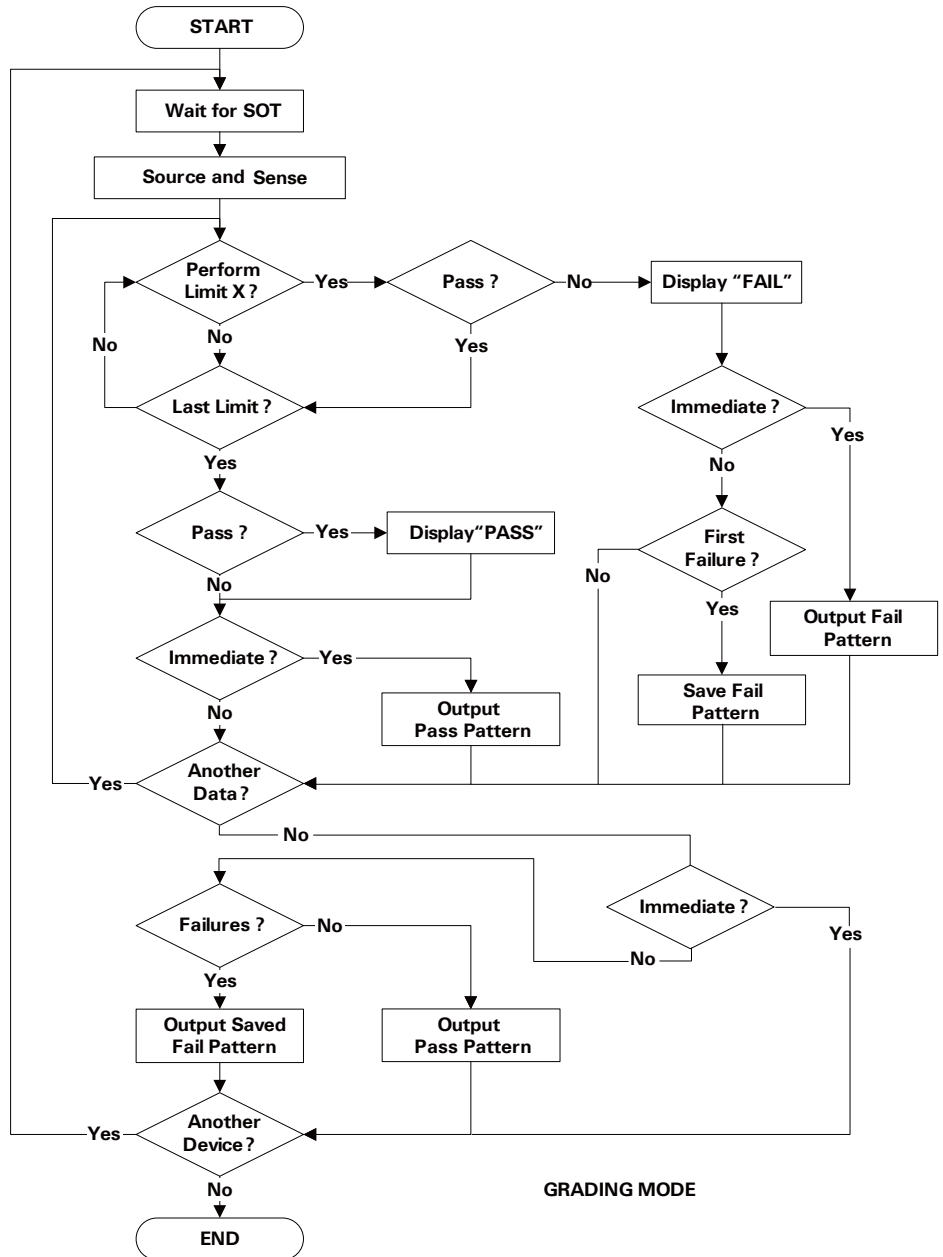 START
Wait for SOT
Source and Sense
Perform
Limit X ?
Yes
Pass ?
No
Display “FAIL”
No
No
Yes
Last Limit ?
Immediate ?
Yes
Yes
No
Pass ?
Yes
Display“PASS”
First
Failure ?
No
No
Yes
Output Fail
Pattern
Immediate ?
Yes
Output
Pass Pattern
Save Fail
Pattern
No
Yes
Another
Data ?
No
Failures ?
No
Immediate ?
Yes
No
Yes
Output Saved
Fail Pattern
Output
Pass Pattern
Yes
Another
Device ?
No
GRADING MODE
END